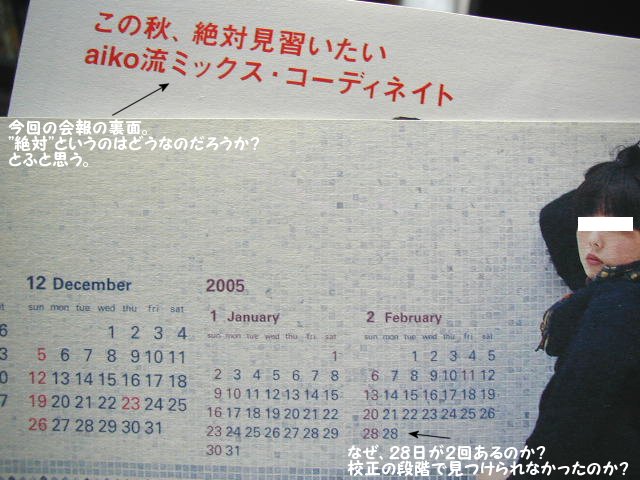 この秋、絶対見習いたい
aiko流ミックス・コーディネイト
今回の会報の裏面。
”絶対”というのはどうなのだろうか?
とふと思う。
12 December
sun mon tue wed thu fri sat
1 2 3 4
5 6 7 8 9 10 11
12 13 14 15 16 17 18
19 20 21 22 23 24 25
26 27 28 29 30 31
2005
1 January
sun mon tue wed thu fri sat
1
2 3 4 5 6 7 8
9 10 11 12 13 14 15
16 17 18 19 20 21 22
23 24 25 26 27 28 29
30 31
2 February
sun mon tue wed thu fri sat
1 2 3 4 5
6 7 8 9 10 11 12
13 14 15 16 17 18 19
20 21 22 23 24 25 26
28 28
なぜ、28日が2回あるのか?
校正の段階で見つけられなかったのか?